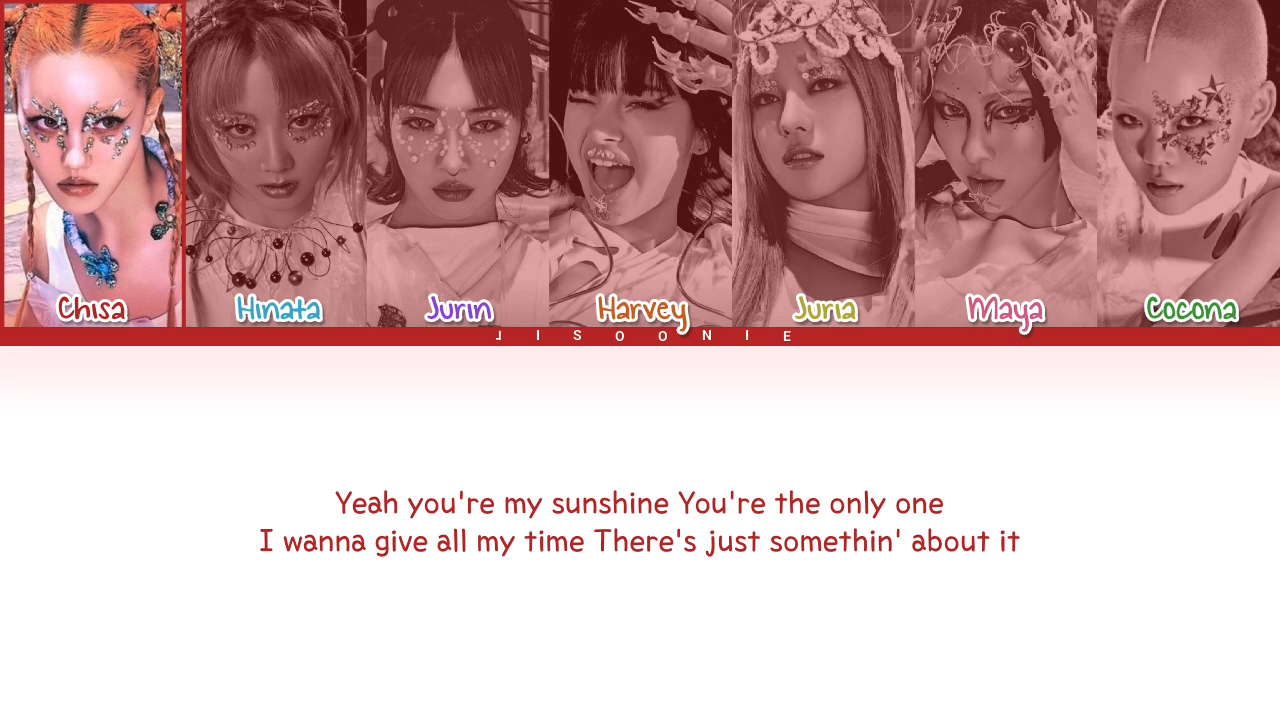 Chisa Hinata Jurin Harvey Juria Maya Cocona
JISOONIE
Yeah you're my sunshine You're the only one
I wanna give all my time There's just somethin' about it